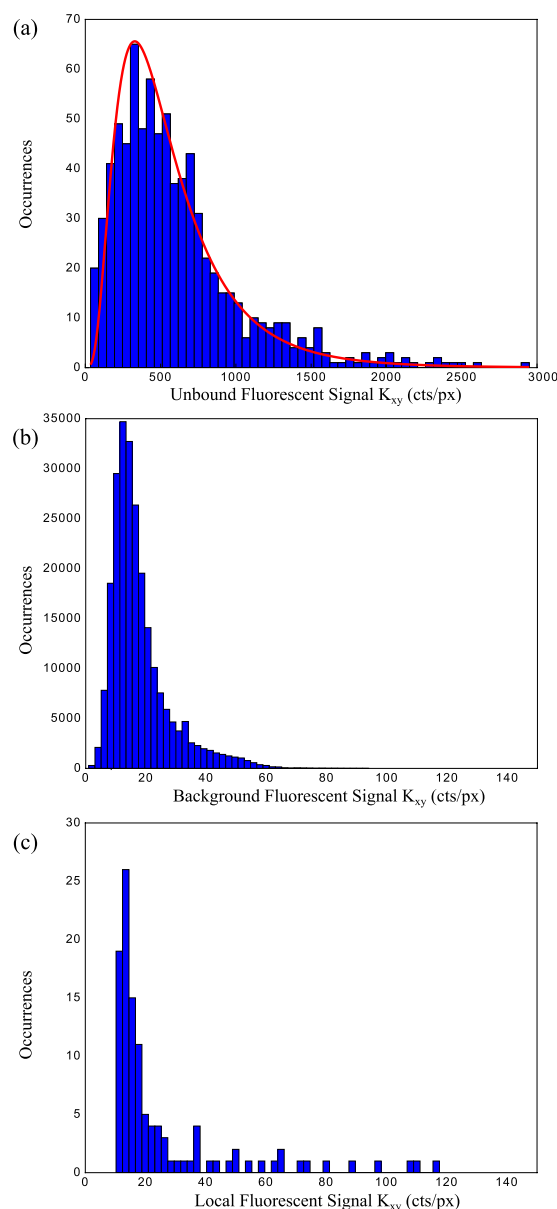 (a)
70
60
50
40
30
20
10
0
Occurrences
0 500 1000 1500 2000 2500 3000
Unbound Fluorescent Signal Kxy (cts/px)
(b)
35000
30000
25000
20000
15000
10000
5000
0
Occurrences
0 20 40 60 80 100 120 140
Background Fluorescent Signal Kxy (cts/px)
(c)
30
25
20
15
10
5
0
Occurrences
0 20 40 60 80 100 120 140
Local Fluorescent Signal Kxy (cts/px)